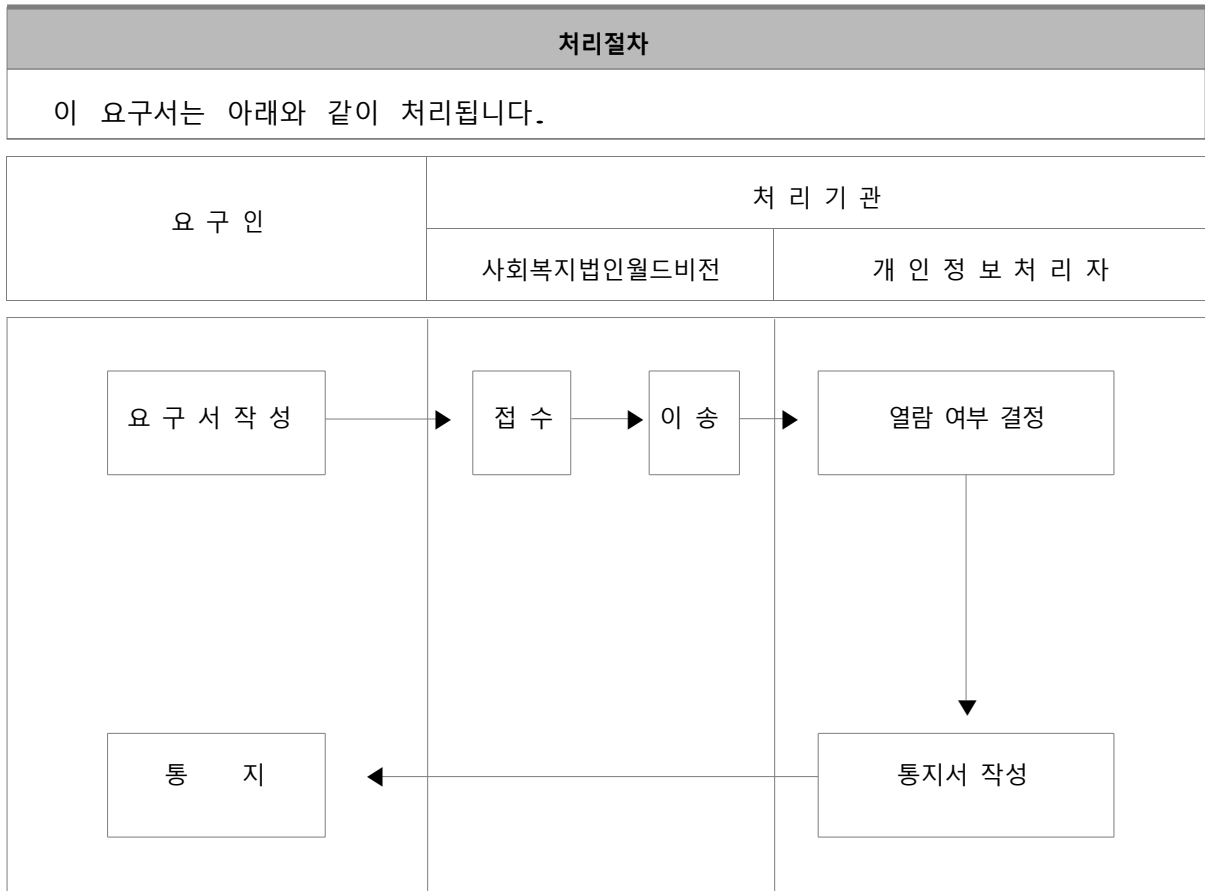 처리절차
이 요구서는 아래와 같이 처리됩니다.
요 구 인
처 리 기 관
사회복지법인월드비전
개 인 정 보 처 리 자
요 구 서 작 성
접 수
이 송
열람 여부 결정
통 지
통지서 작성